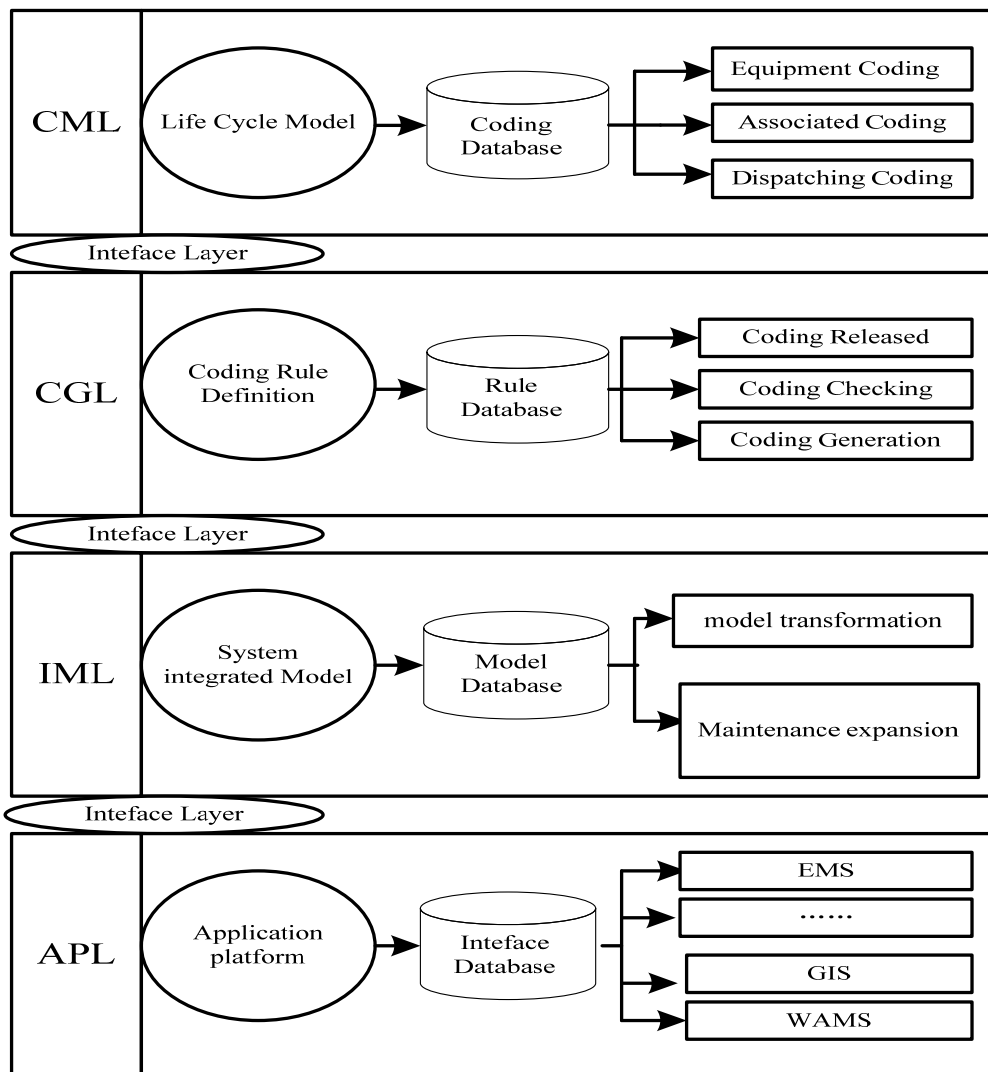 CML
Life Cycle Model
Coding
Database
Equipment Coding
Associated Coding
Dispatching Coding
Inteface Layer
CGL
Coding Rule
Definition
Rule
Database
Coding Released
Coding Checking
Coding Generation
Inteface Layer
IML
System
integrated Model
Model
Database
model transformation
Maintenance expansion
Inteface Layer
APL
Application
platform
Inteface
Database
EMS
……
GIS
WAMS